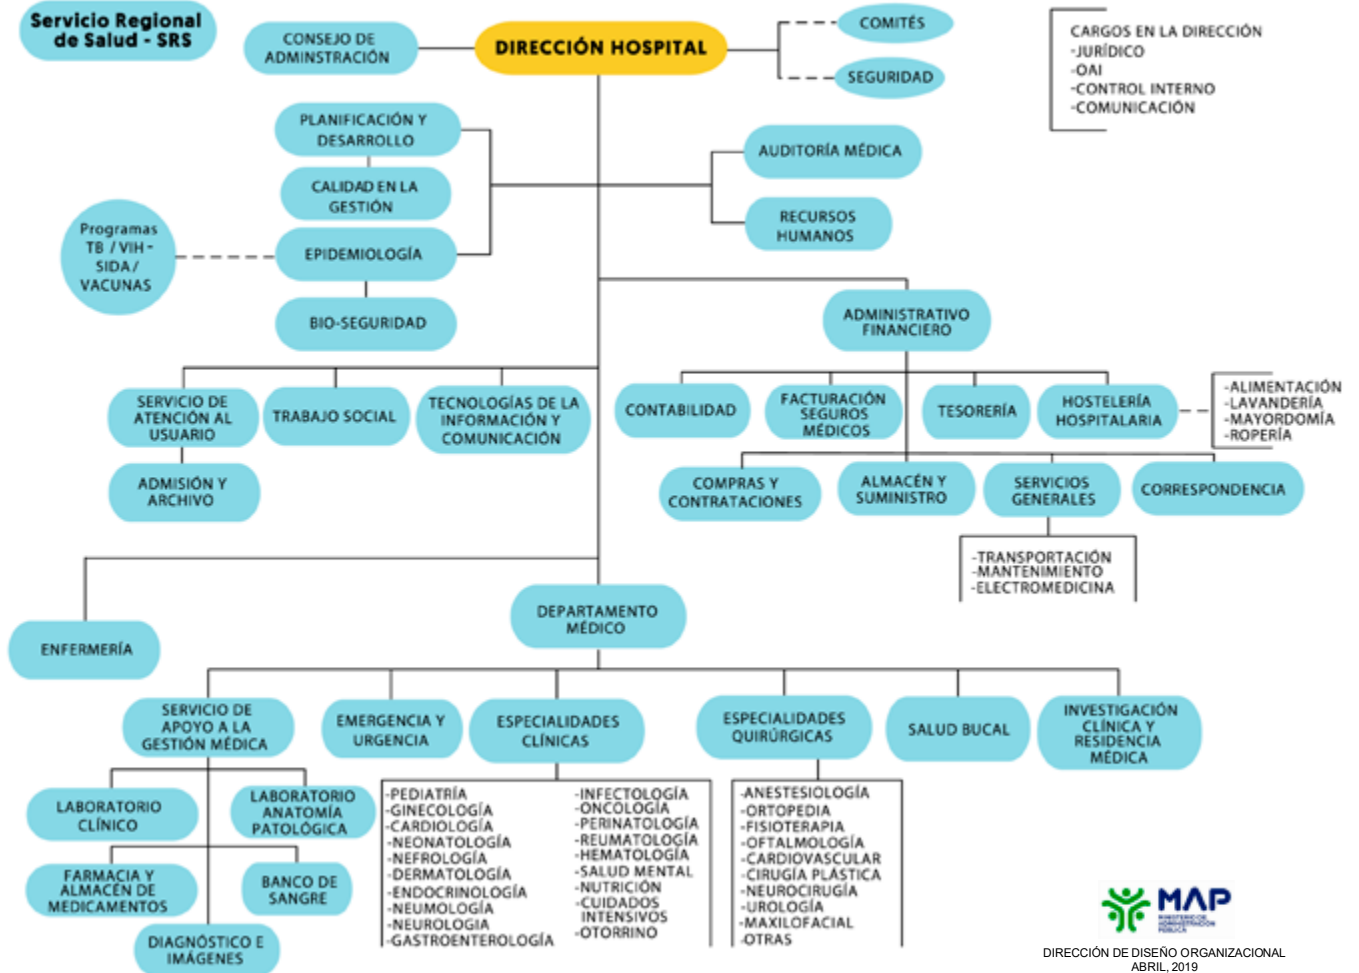 Servicio Regional
de Salud - SRS
CONSEJO DE
ADMINSTRACIÓN
DIRECCIÓN HOSPITAL
COMITÉS
SEGURIDAD
CARGOS EN LA DIRECCIÓN
-JURÍDICO
-OAI
-CONTROL INTERNO
-COMUNICACIÓN
PLANIFICACIÓN Y
DESARROLLO
CALIDAD EN LA
GESTIÓN
Programas
TB / VIH -
SIDA /
VACUNAS
EPIDEMIOLOGÍA
BIO-SEGURIDAD
AUDITORÍA MÉDICA
RECURSOS
HUMANOS
ADMINISTRATIVO
FINANCIERO
SERVICIO DE
ATENCIÓN AL
USUARIO
TRABAJO SOCIAL
TECNOLOGÍAS DE LA
INFORMACIÓN Y
COMUNICACIÓN
ADMISIÓN Y
ARCHIVO
CONTABILIDAD
FACTURACIÓN
SEGUROS
MÉDICOS
TESORERÍA
HOSTELERÍA
HOSPITALARIA
-ALIMENTACIÓN
-LAVANDERÍA
-MAYORDOMÍA
-ROPERÍA
COMPRAS Y
CONTRATACIONES
ALMACÉN Y
SUMINISTRO
SERVICIOS
GENERALES
CORRESPONDENCIA
-TRANSPORTACIÓN
-MANTENIMIENTO
-ELECTROMEDICINA
ENFERMERÍA
DEPARTAMENTO
MÉDICO
SERVICIO DE
APOYO A LA
GESTIÓN MÉDICA
EMERGENCIA Y
URGENCIA
ESPECIALIDADES
CLÍNICAS
ESPECIALIDADES
QUIRÚRGICAS
SALUD BUCAL
INVESTIGACIÓN
CLÍNICA Y
RESIDENCIA
MÉDICA
LABORATORIO
CLÍNICO
LABORATORIO
ANATOMÍA
PATOLÓGICA
FARMACIA Y
ALMACÉN DE
MEDICAMENTOS
BANCO DE
SANGRE
DIAGNÓSTICO E
IMÁGENES
-PEDIATRÍA
-GINECOLOGÍA
-CARDIOLOGÍA
-NEONATOLOGÍA
-NEFROLOGÍA
-DERMATOLOGÍA
-ENDOCRINOLOGÍA
-NEUMOLOGÍA
-NEUROLOGIA
-GASTROENTEROLOGÍA
-INFECTOLOGÍA
-ONCOLOGÍA
-PERINATOLOGÍA
-REUMATOLOGÍA
-HEMATOLOGÍA
-SALUD MENTAL
-NUTRICIÓN
-CUIDADOS
INTENSIVOS
-OTORRINO
-ANESTESIOLOGÍA
-ORTOPEDIA
-FISIOTERAPIA
-OFTALMOLOGÍA
-CARDIOVASCULAR
-CIRUGÍA PLÁSTICA
-NEUROCIRUGÍA
-UROLOGÍA
-MAXILOFACIAL
-OTRAS
MAP
MINISTERIO DE
ADMINISTRACIÓN
PÚBLICA
DIRECCIÓN DE DISEÑO ORGANIZACIONAL
ABRIL, 2019